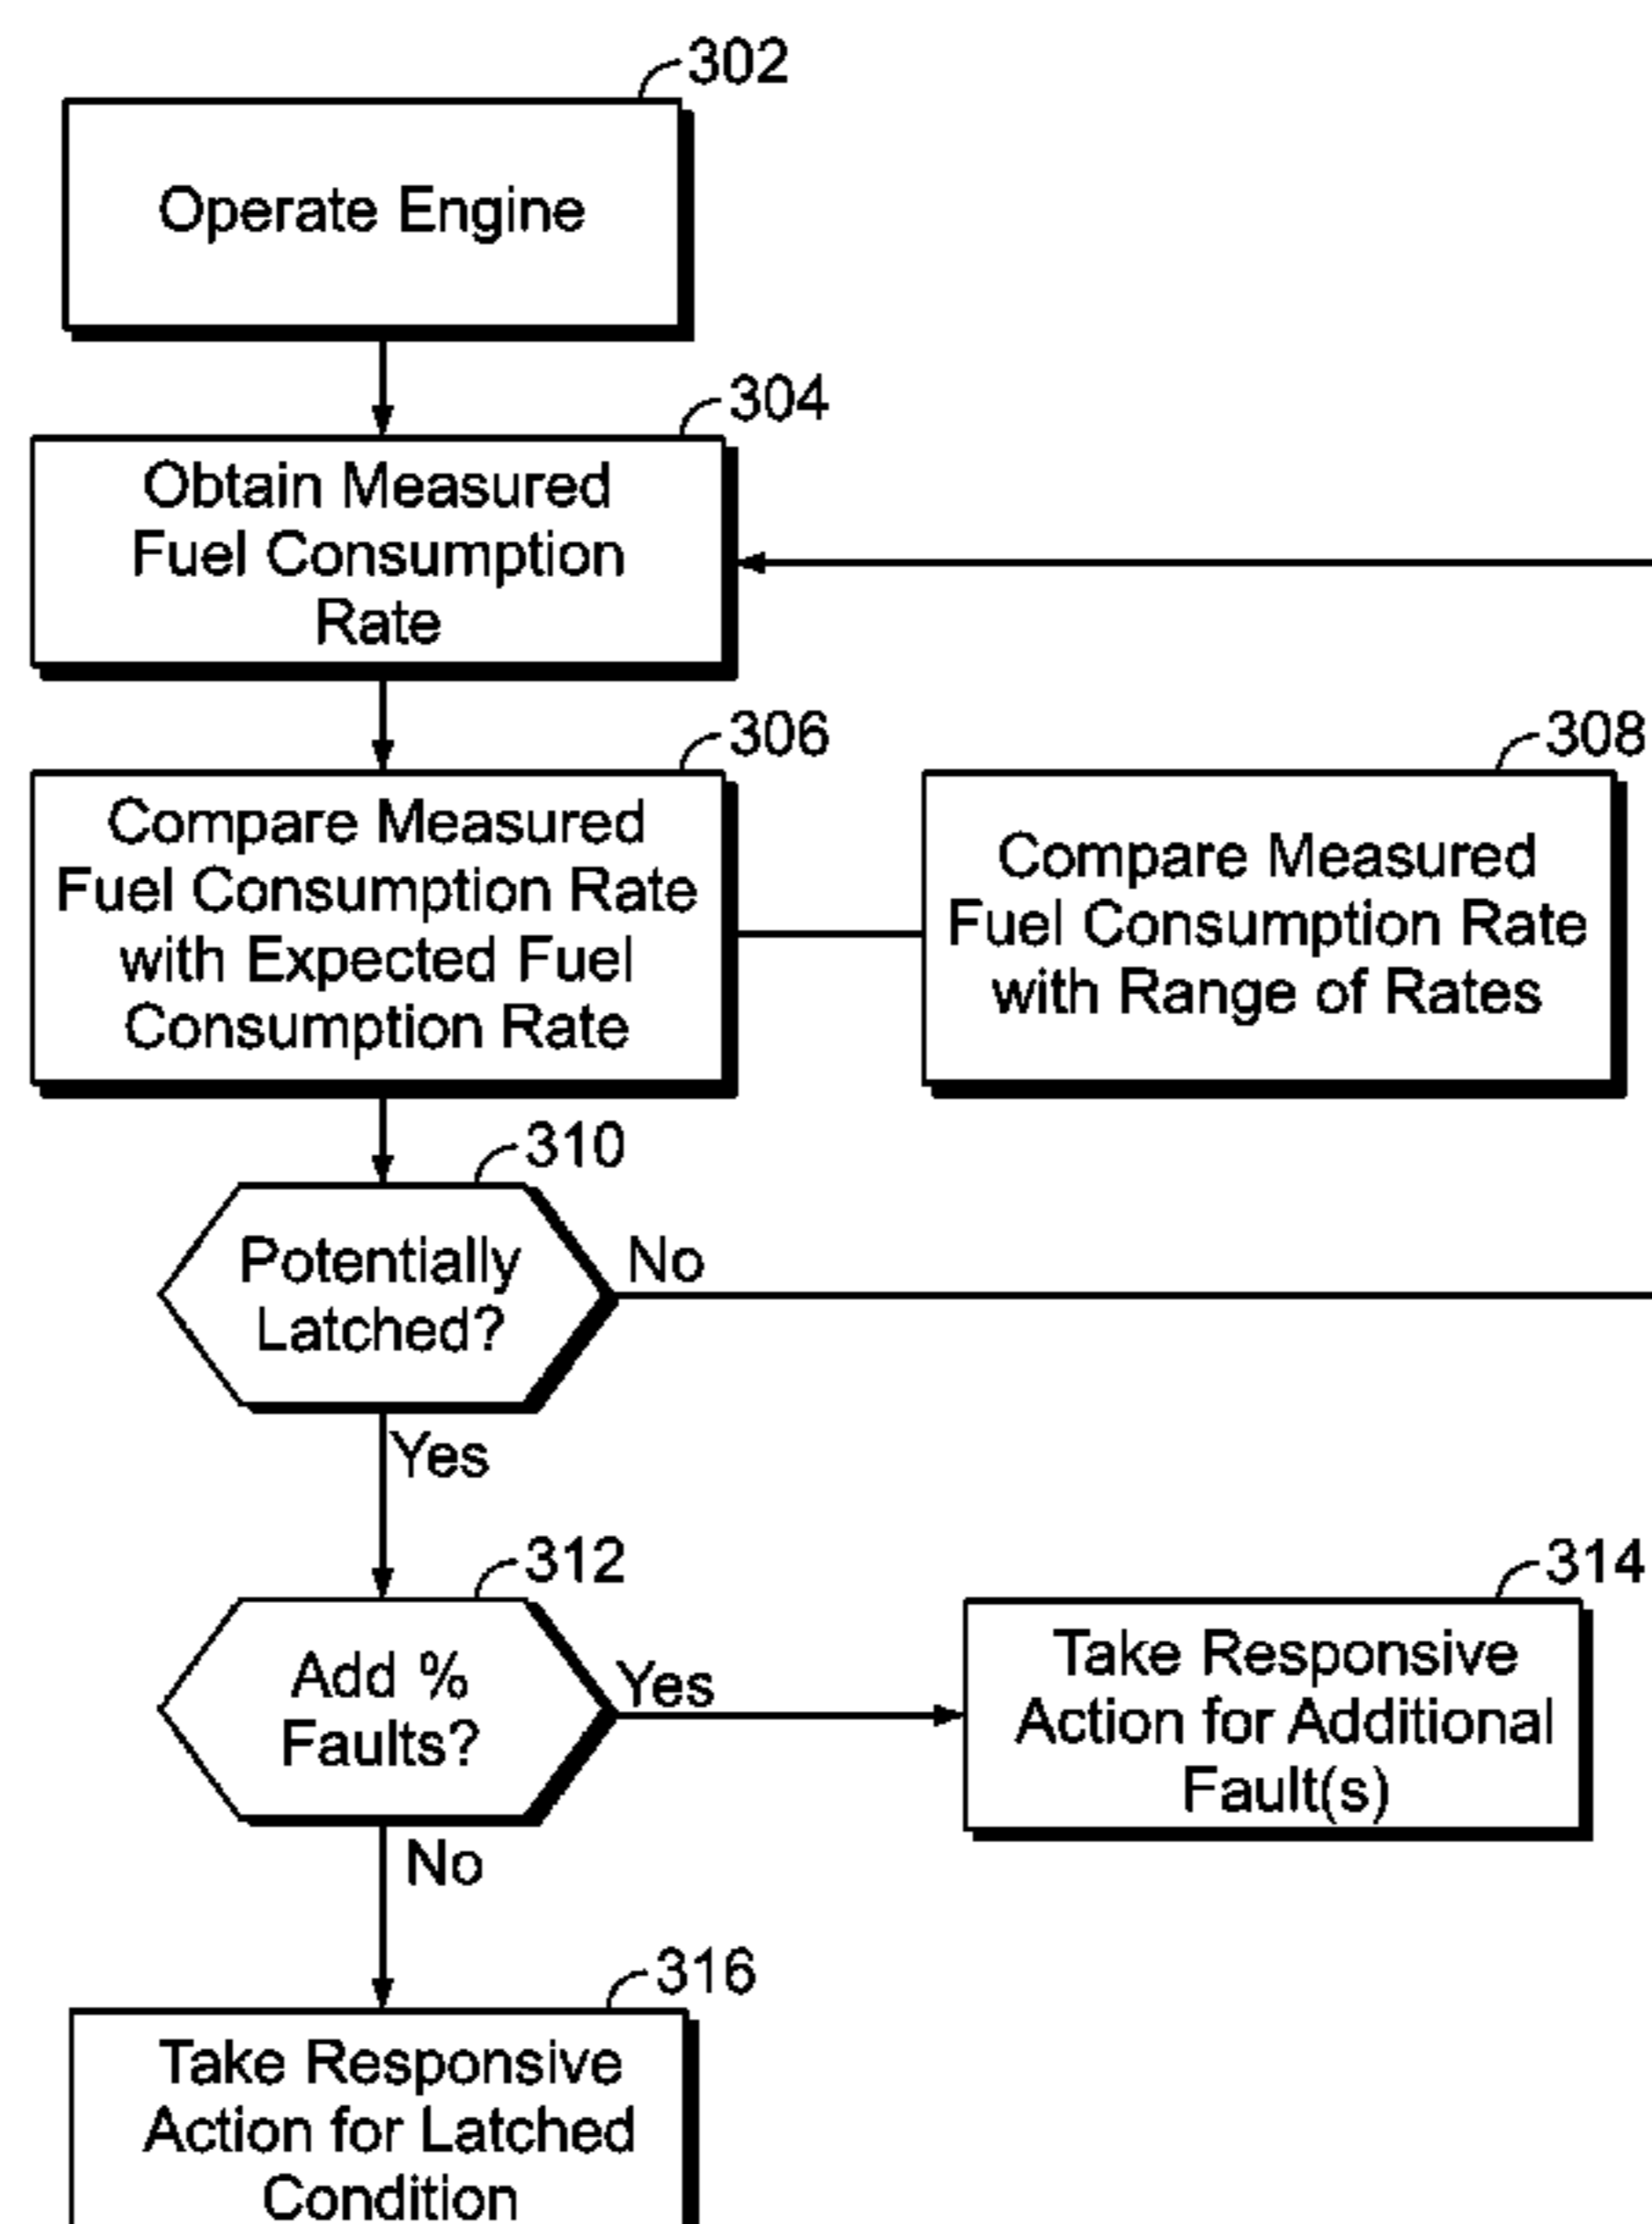 302
Operate Engine
304
Obtain Measured
Fuel Consumption
Rate
306
Compare Measured
Fuel Consumption Rate
with Expected Fuel
Consumption Rate
308
Compare Measured
Fuel Consumption Rate
with Range of Rates
310
Potentially
Latched?
No
Yes
312
Add %
Faults?
Yes
314
Take Responsive
Action for Additional
Fault(s)
No
316
Take Responsive
Action for Latched
Condition